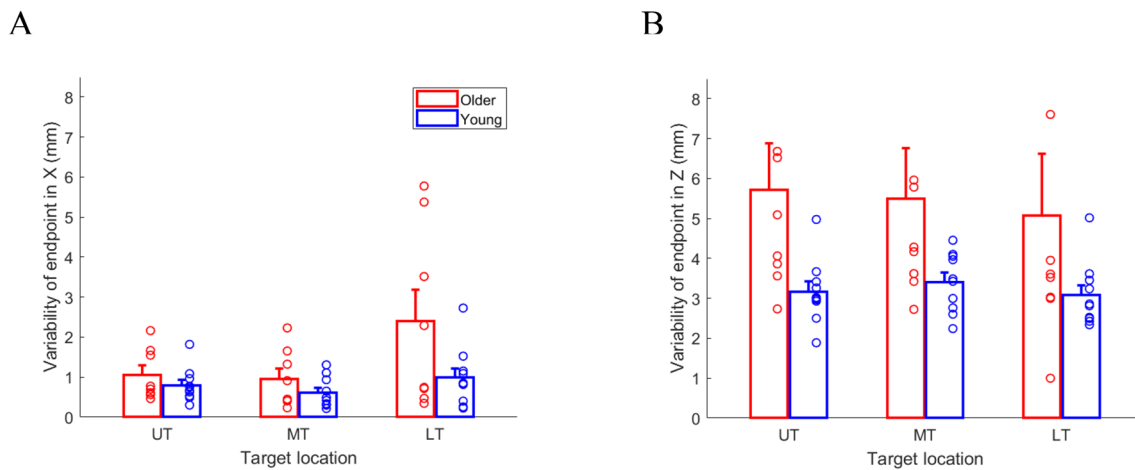 A
B
8
7
6
5
4
3
2
1
0
Variability of endpoint in X (mm)
Older
Young
UT
MT
LT
Target location
8
7
6
5
4
3
2
1
0
Variability of endpoint in Z (mm)
UT
MT
LT
Target location